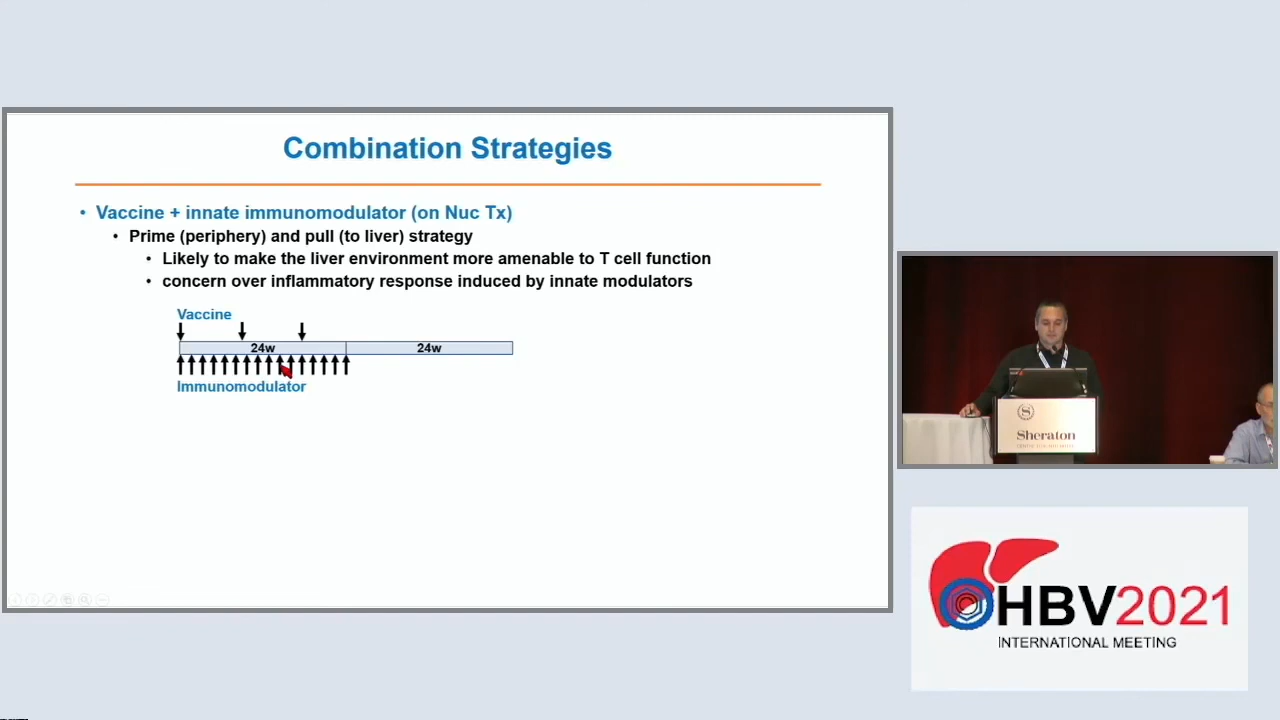 Combination Strategies
• Vaccine + innate immunomodulator (on Nuc Tx)
• Prime (periphery) and pull (to liver) strategy
• Likely to make the liver environment more amenable to T cell function
• concern over inflammatory response induced by innate modulators
Vaccine
24w 24w
Immunomodulator
S
Sheraton
HBV2021
INTERNATIONAL MEETING